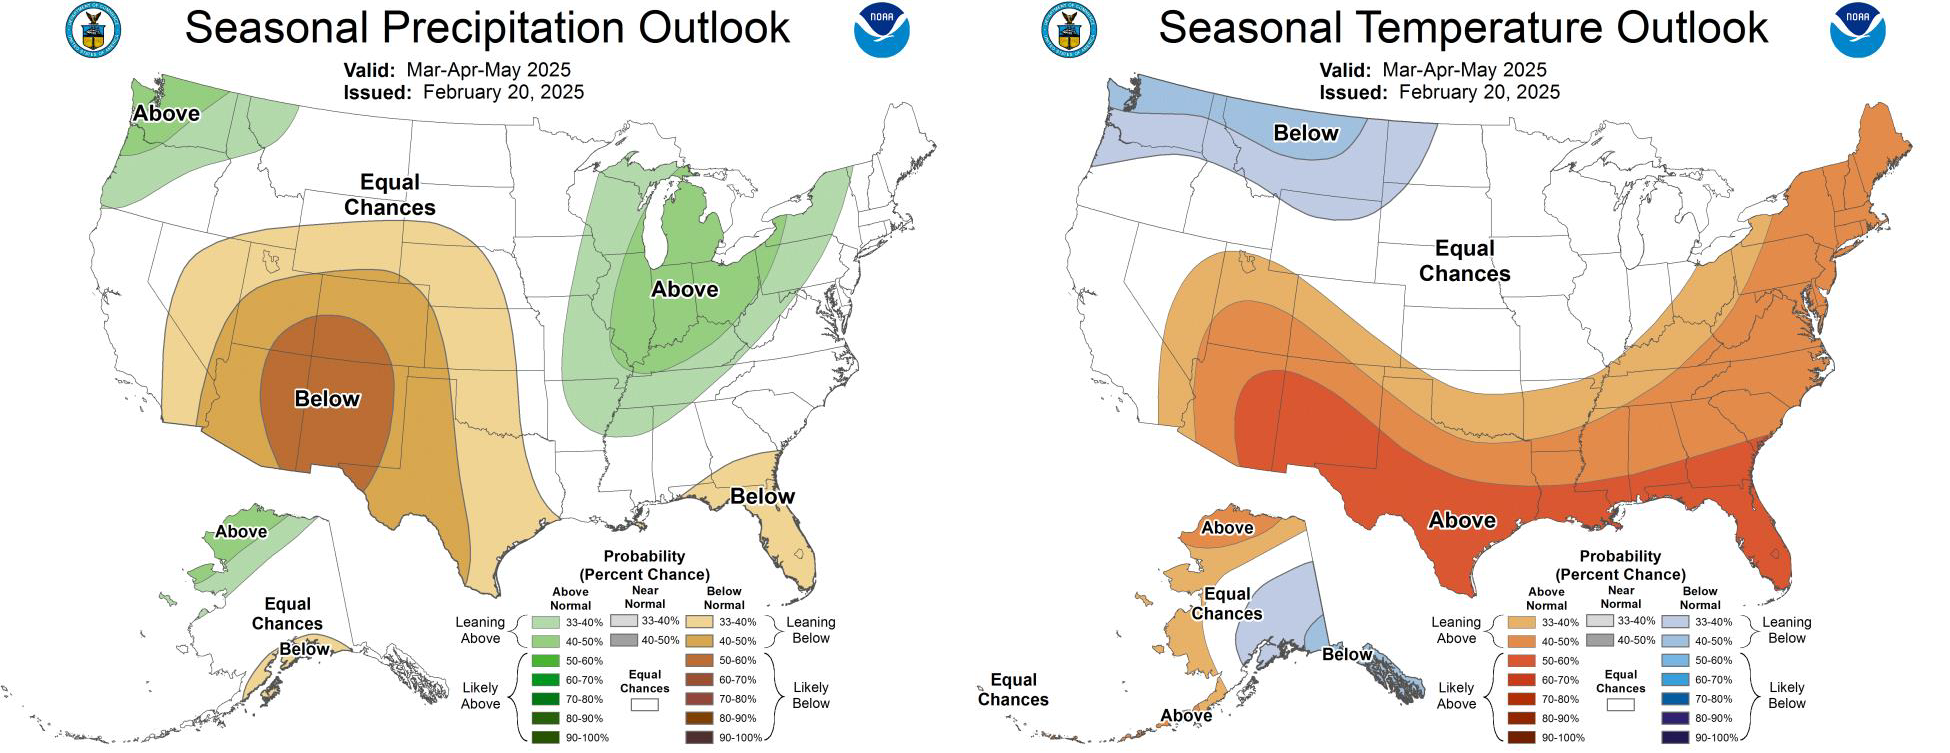 Seasonal Precipitation Outlook
NOAA
Valid: Mar-Apr-May 2025
Issued: February 20, 2025
Above
Equal
Chances
Above
Below
Below
Above
Equal
Chances
Below
Probability
(Percent Chance)
Above
Normal
Near
Normal
Below
Normal
Leaning
Above
33-40%
33-40%
33-40%
Leaning
Below
40-50%
40-50%
40-50%
Likely
Above
50-60%
50-60%
60-70%
60-70%
70-80%
70-80%
80-90%
80-90%
90-100%
90-100%
Equal
Chances
Likely
Below
Seasonal Temperature Outlook
NOAA
Valid: Mar-Apr-May 2025
Issued: February 20, 2025
Below
Equal
Chances
Above
Above
Equal
Chances
Below
Equal
Chances
Above
Probability
(Percent Chance)
Above
Normal
Near
Normal
Below
Normal
Leaning
Above
33-40%
33-40%
33-40%
Leaning
Below
40-50%
40-50%
40-50%
Likely
Above
50-60%
50-60%
60-70%
60-70%
70-80%
70-80%
80-90%
80-90%
90-100%
90-100%
Equal
Chances
Likely
Below